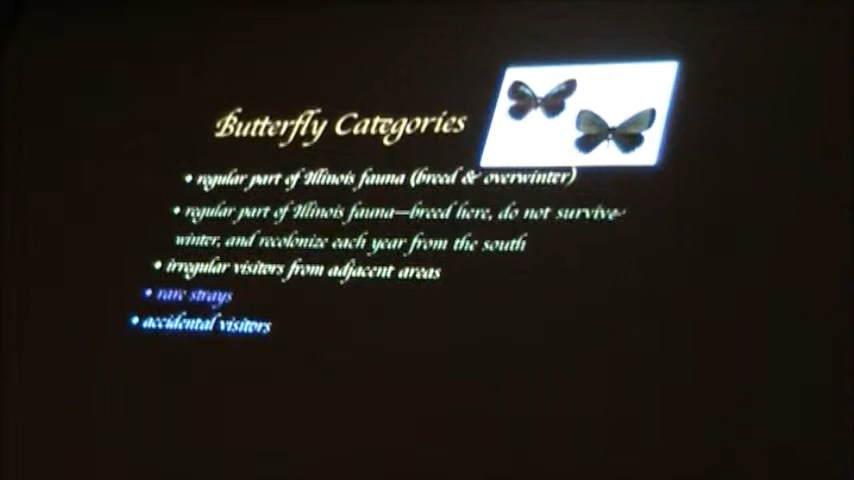 Butterfly Categories
• regular part of Illinois fauna (breed & overwinter)
• regular part of Illinois fauna—breed here, do not survive
winter, and recolonize each year from the south
• irregular visitors from adjacent areas
• rare strays
• accidental visitors